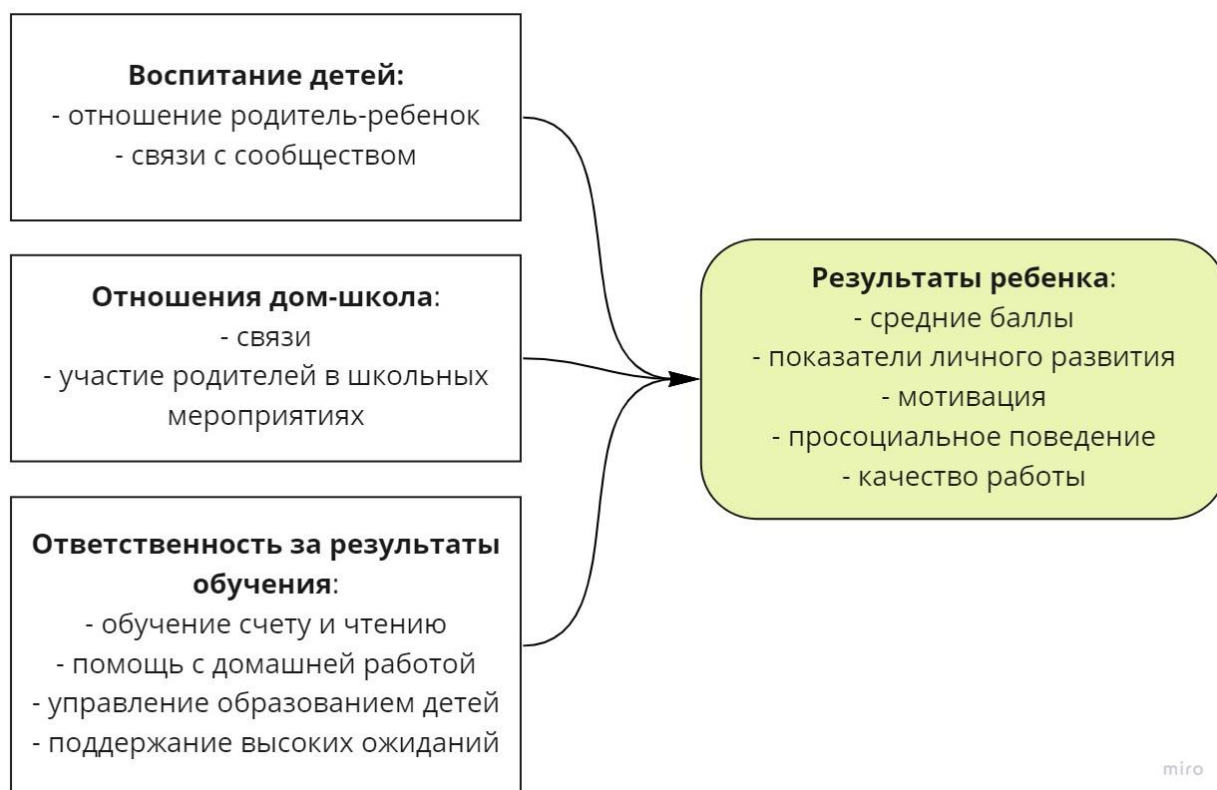 Воспитание детей:
- отношение родитель-ребенок
- связи с сообществом
Отношения дом-школа:
- связи
- участие родителей в школьных
мероприятиях
Ответственность за результаты
обучения:
- обучение счету и чтению
- помощь с домашней работой
- управление образованием детей
- поддержание высоких ожиданий
Результаты ребенка:
- средние баллы
- показатели личного развития
- мотивация
- просоциальное поведение
- качество работы
miro